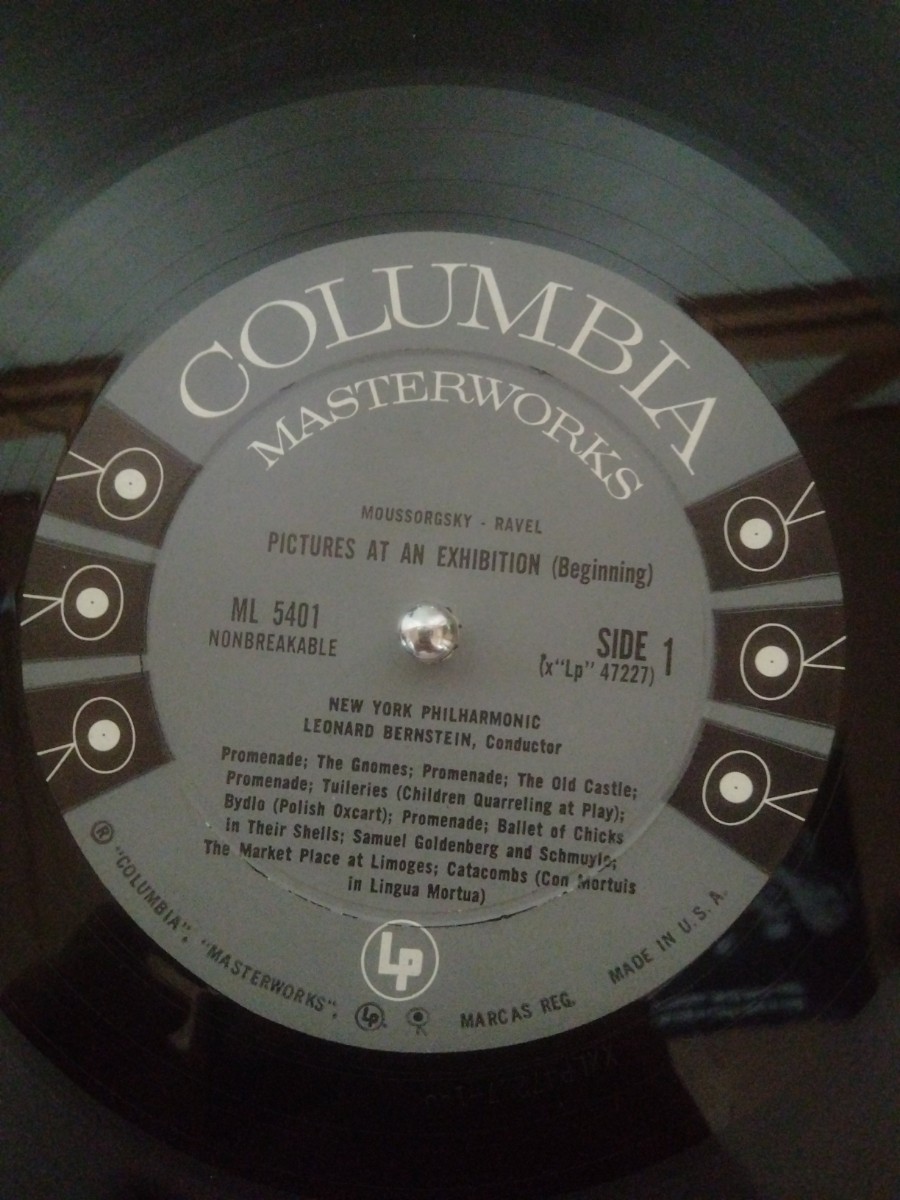 COLUMBIA
MASTERWORKS
MOUSSORGSKY - RAVEL
PICTURES AT AN EXHIBITION (Beginning)
ML 5401
NONBREAKABLE
SIDE 1
(x"Lp" 47227)
NEW YORK PHILHARMONIC
LEONARD BERNSTEIN, Conductor
Promenade; The Gnomes; Promenade; The Old Castle;
Promenade; Tuileries (Children Quarreling at Play);
Bydlo (Polish Oxcart); Promenade; Ballet of Chicks
in Their Shells; Samuel Goldenberg and Schmuyle;
The Market Place at Limoges; Catacombs (Con Mortuis
in Lingua Mortua)
Lp
® "COLUMBIA", "MASTERWORKS", Lp MARCAS REG. MADE IN U. S. A.